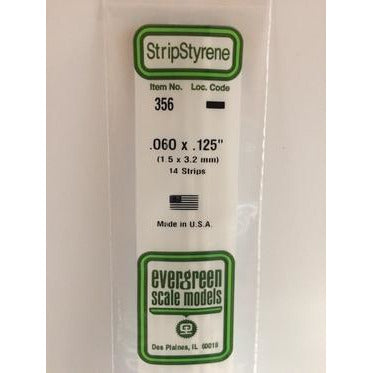 StripStyrene
Item No. Loc. Code
356
.060 x .125"
(1.5 x 3.2 mm)
14 Strips
Made in U.S.A.
evergreen
scale models
Des Plaines, IL 60018